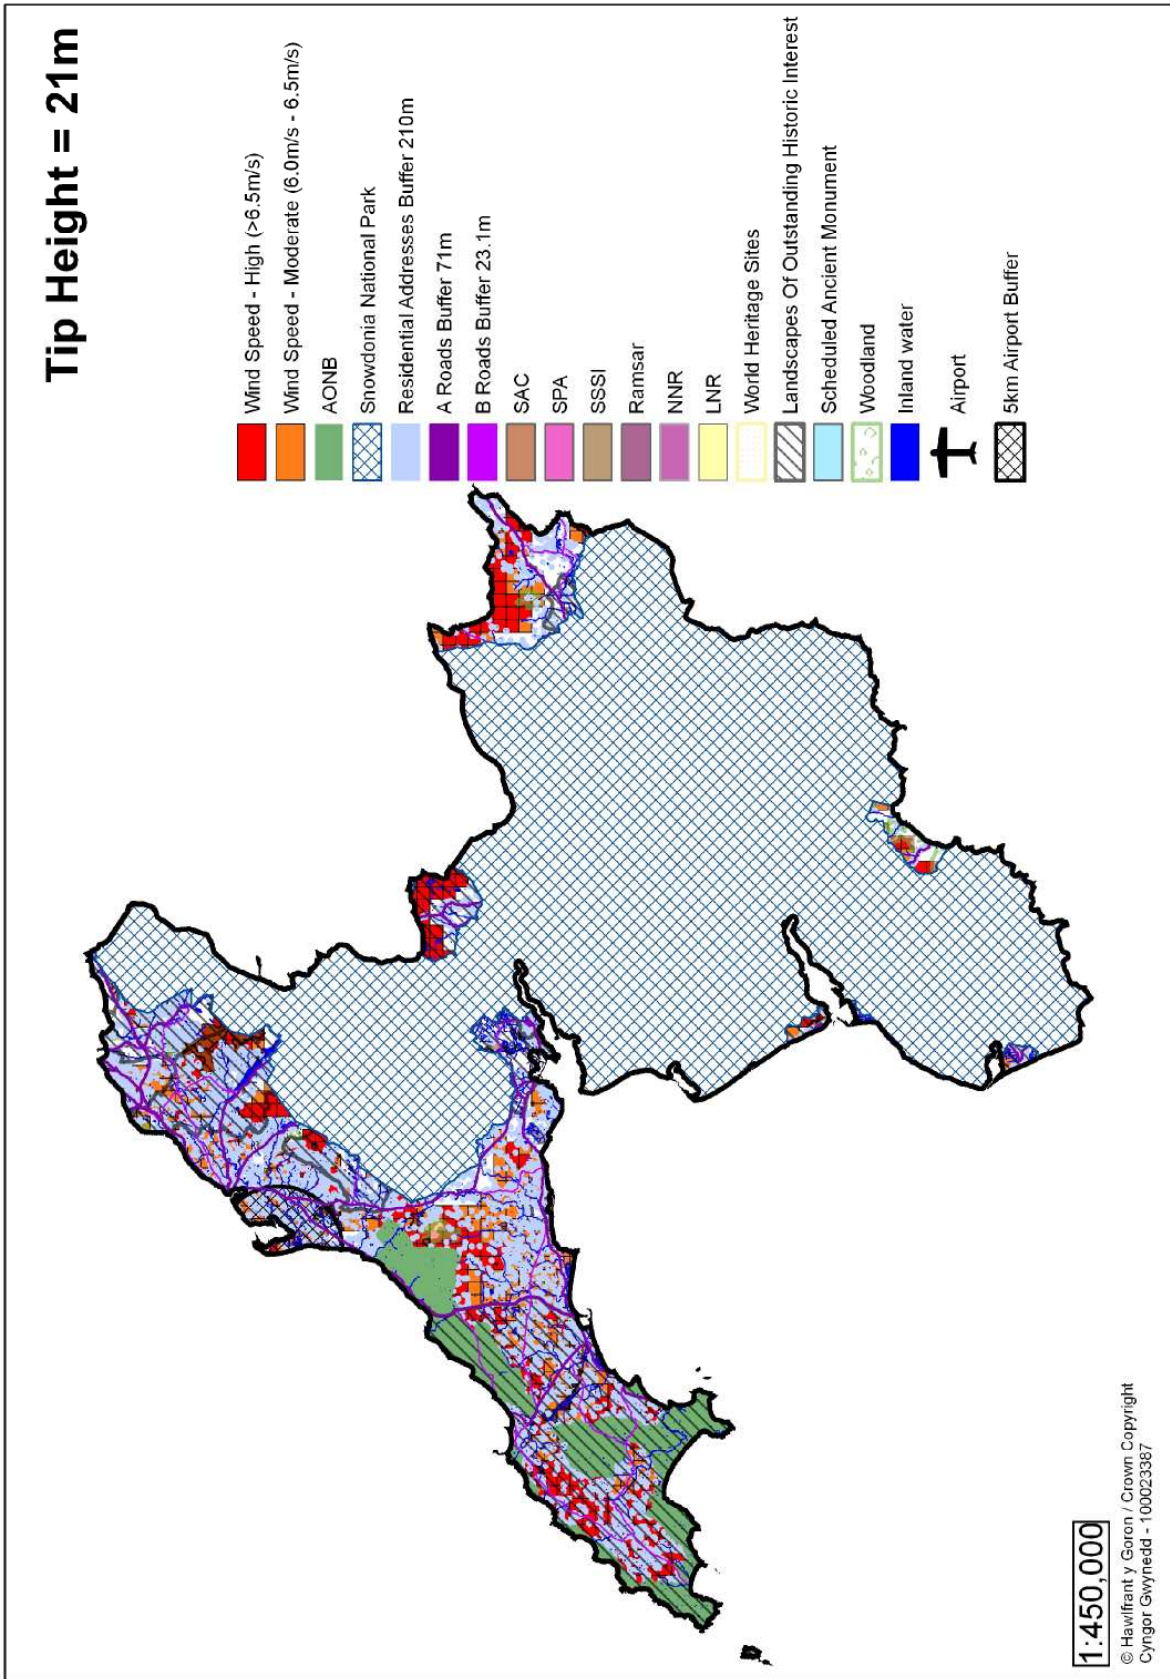 Tip Height = 21m
Wind Speed - High (>6.5m/s)
Wind Speed - Moderate (6.0m/s - 6.5m/s)
AONB
Snowdonia National Park
Residential Addresses Buffer 210m
A Roads Buffer 71m
B Roads Buffer 23.1m
SAC
SPA
SSSI
Ramsar
NNR
LNR
World Heritage Sites
Landscapes Of Outstanding Historic Interest
Scheduled Ancient Monument
Woodland
Inland water
Airport
5km Airport Buffer
1:450,000
© Hawlfraint y Goron / Crown Copyright
Cyngor Gwynedd - 100023387